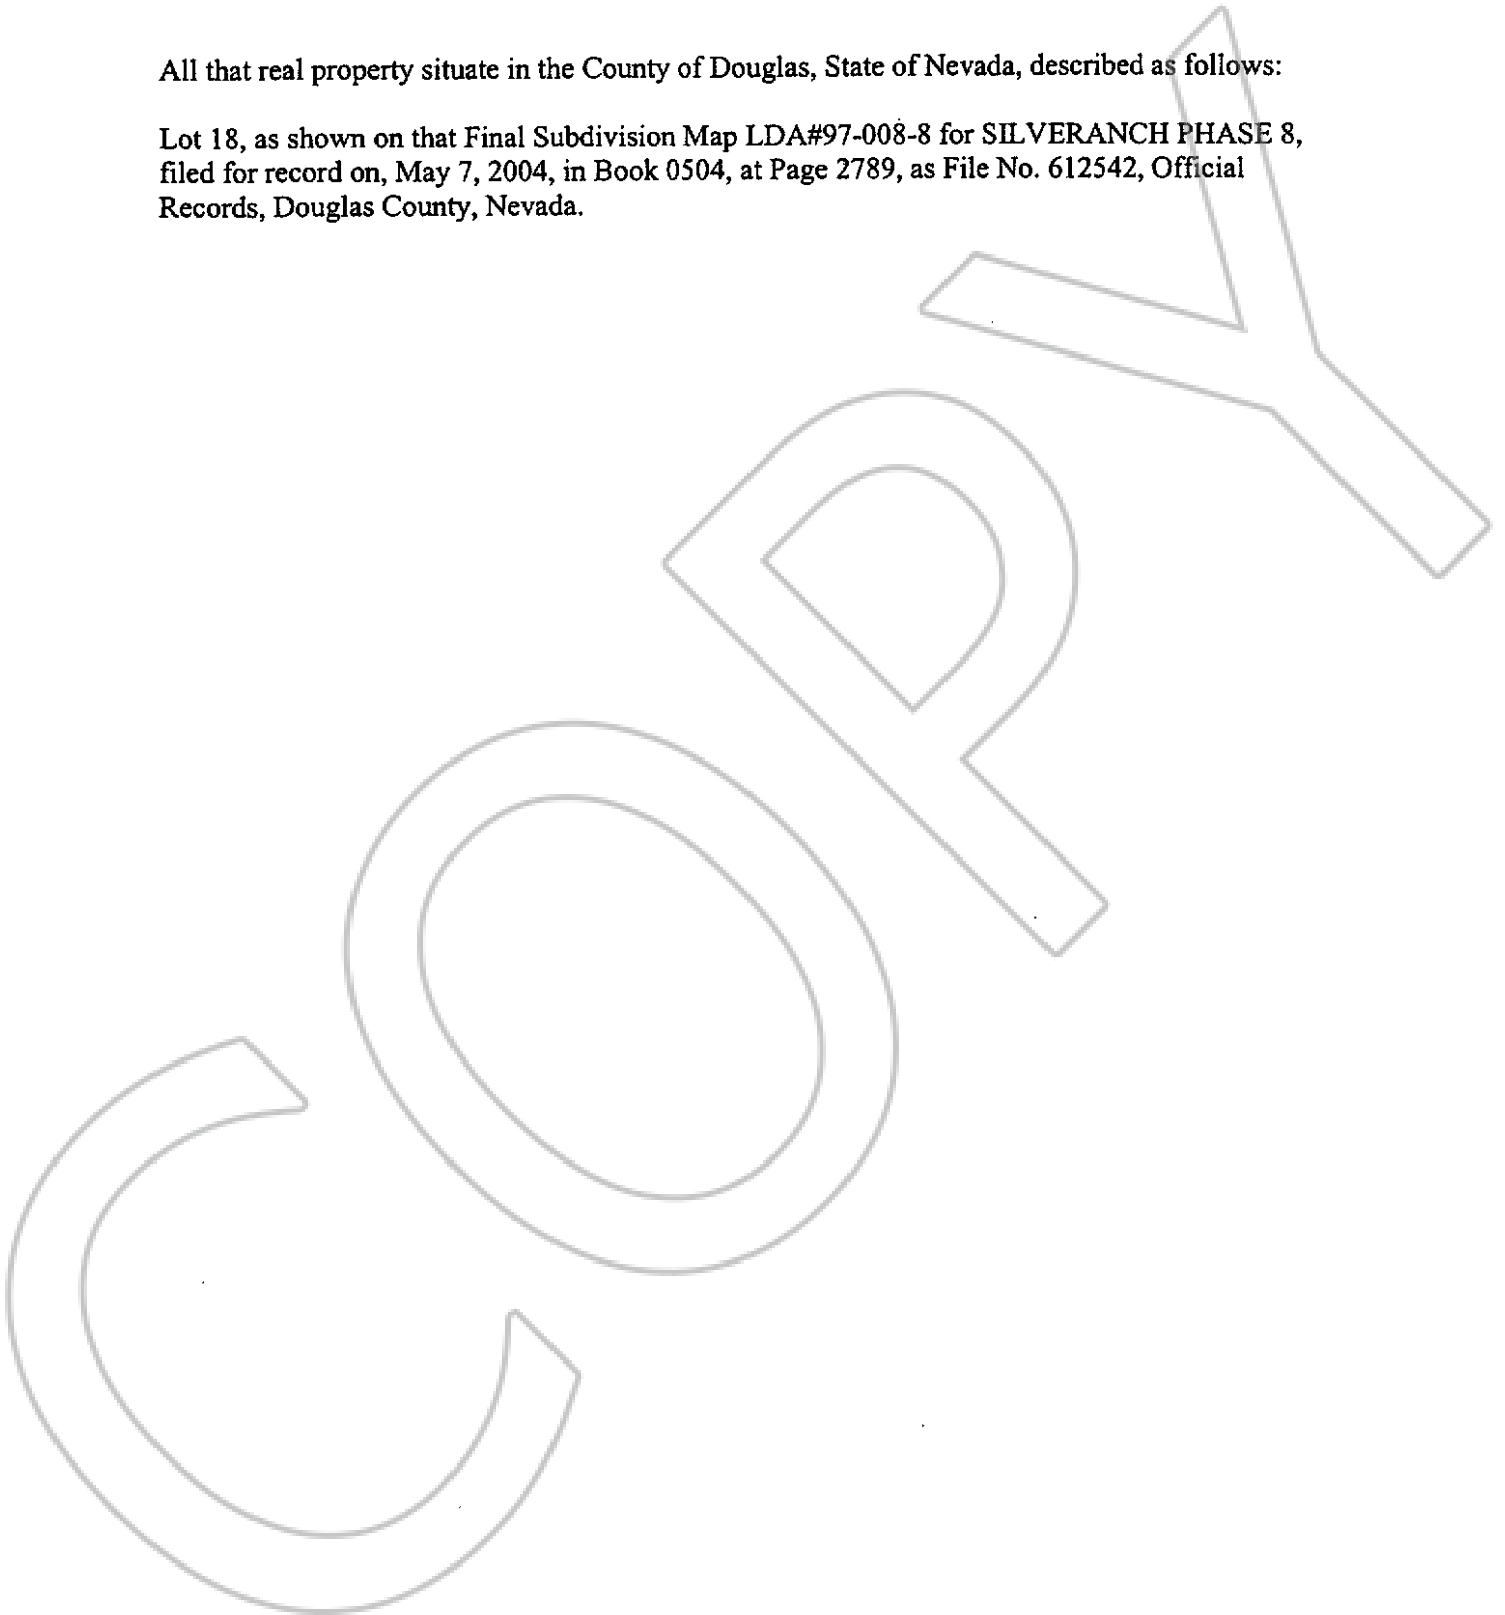 All that real property situate in the County of Douglas, State of Nevada, described as follows:
Lot 18, as shown on that Final Subdivision Map LDA#97-008-8 for SILVERANCH PHASE 8,
filed for record on, May 7, 2004, in Book 0504, at Page 2789, as File No. 612542, Official
Records, Douglas County, Nevada.
COPY